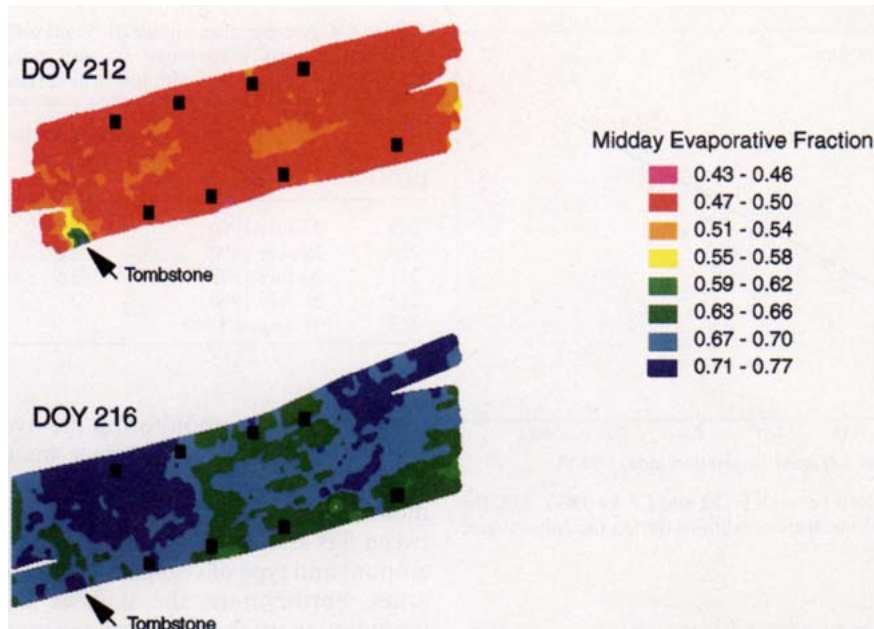 DOY 212
Tombstone
Midday Evaporative Fraction
0.43 - 0.46
0.47 - 0.50
0.51 - 0.54
0.55 - 0.58
0.59 - 0.62
0.63 - 0.66
0.67 - 0.70
0.71 - 0.77
DOY 216
Tombstone